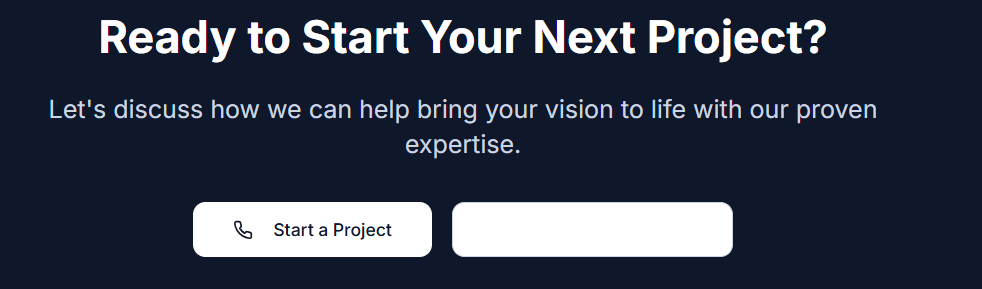 Ready to Start Your Next Project?
Let's discuss how we can help bring your vision to life with our proven
expertise.
Start a Project